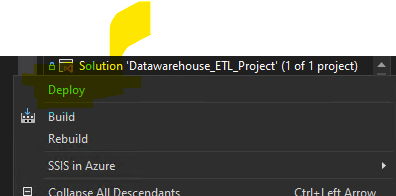 Solution 'Datawarehouse_ETL_Project' (1 of 1 project)
Deploy
Build
Rebuild
SSIS in Azure
Collapse All Descendants Ctrl+Left Arrow